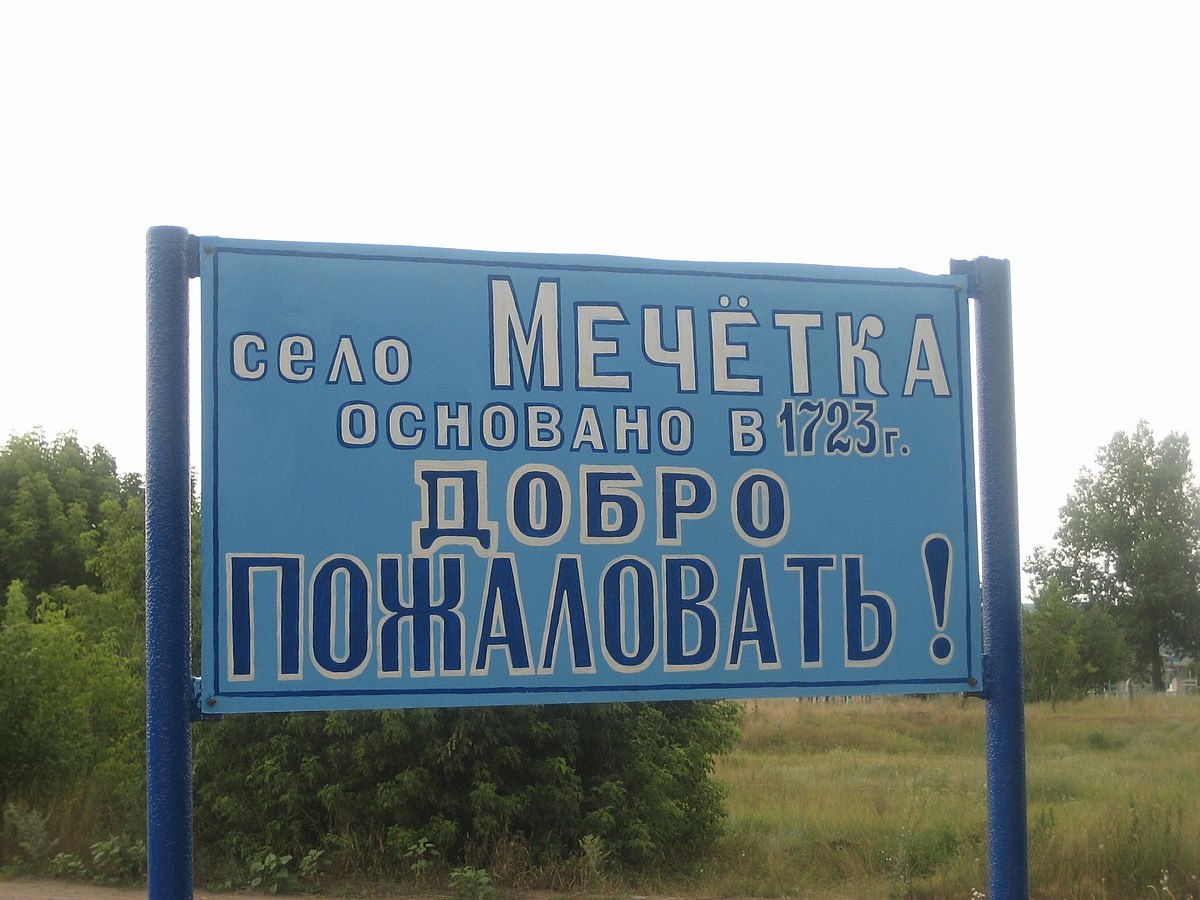 село МЕЧЁТКА
ОСНОВАНО В 1723г.
ДОБРО
ПОЖАЛОВАТЬ!